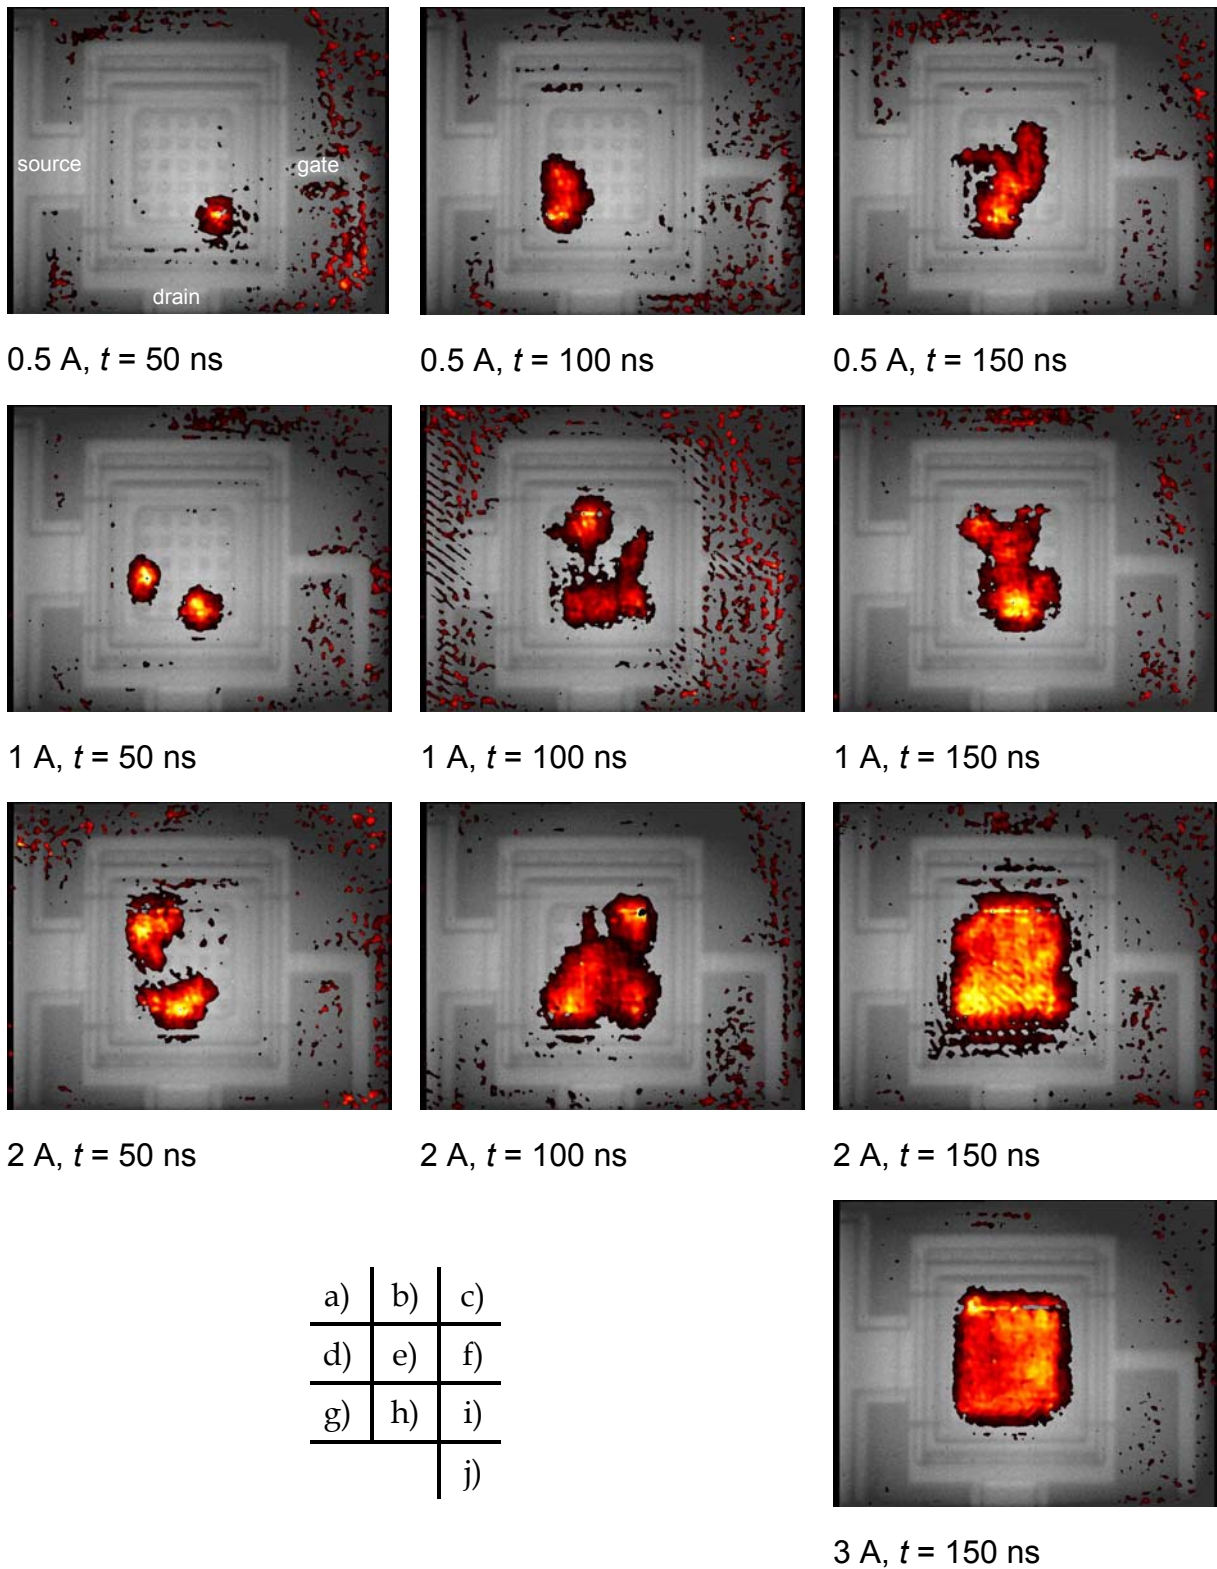 source
gate
drain
0.5 A, t = 50 ns
0.5 A, t = 100 ns
0.5 A, t = 150 ns
1 A, t = 50 ns
1 A, t = 100 ns
1 A, t = 150 ns
2 A, t = 50 ns
2 A, t = 100 ns
2 A, t = 150 ns
a) b) c)
d) e) f)
g) h) i)
j)
3 A, t = 150 ns